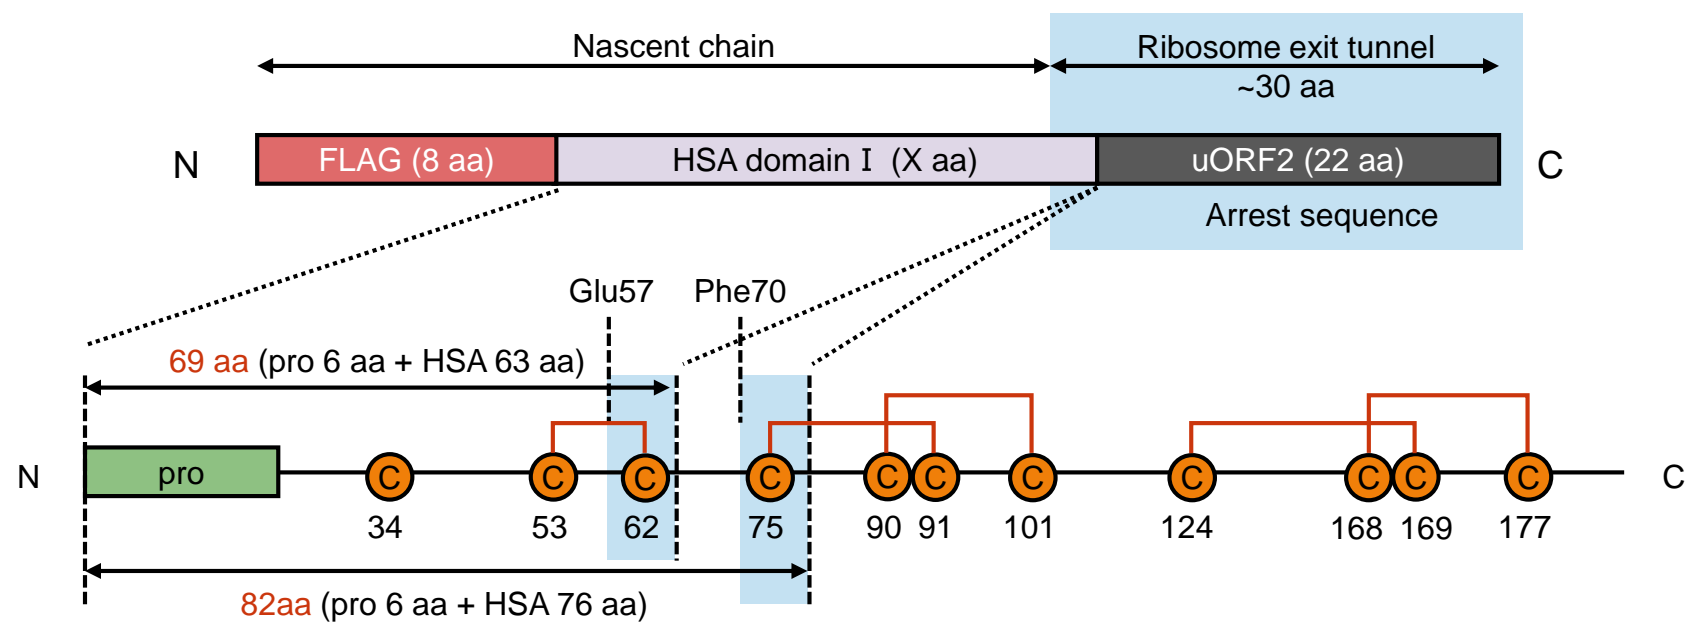 Nascent chain
Ribosome exit tunnel
~30 aa
N
FLAG (8 aa)
HSA domain I (X aa)
uORF2 (22 aa)
C
Arrest sequence
Glu57
Phe70
69 aa (pro 6 aa + HSA 63 aa)
N
pro
C
C
C
C
C
C
C
C
C
C
C
C
34
53
62
75
90
91
101
124
168
169
177
82aa (pro 6 aa + HSA 76 aa)